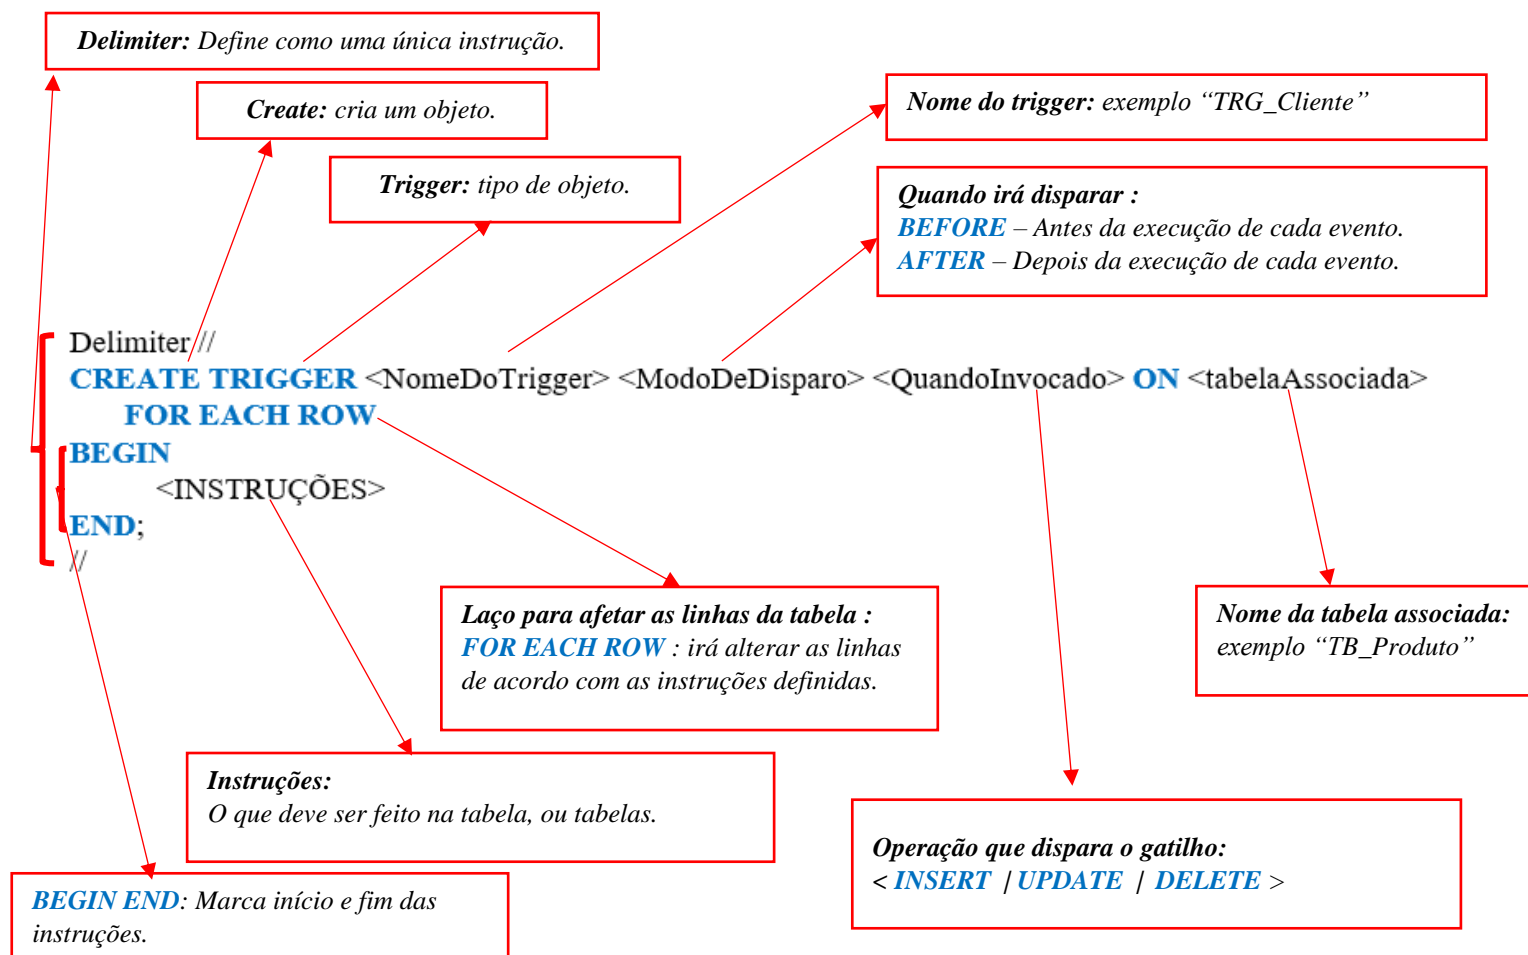 Delimiter: Define como uma única instrução.
Create: cria um objeto.
Nome do trigger: exemplo “TRG_Cliente”
Trigger: tipo de objeto.
Quando irá disparar :
BEFORE – Antes da execução de cada evento.
AFTER – Depois da execução de cada evento.
Delimiter //
CREATE TRIGGER <NomeDoTrigger> <ModoDeDisparo> <QuandoInvocado> ON <tabelaAssociada>
FOR EACH ROW
BEGIN
<INSTRUÇÕES>
END;
//
Laço para afetar as linhas da tabela :
FOR EACH ROW : irá alterar as linhas
de acordo com as instruções definidas.
Nome da tabela associada:
exemplo “TB_Produto”
Instruções:
O que deve ser feito na tabela, ou tabelas.
Operação que dispara o gatilho:
< INSERT | UPDATE | DELETE >
BEGIN END: Marca início e fim das
instruções.